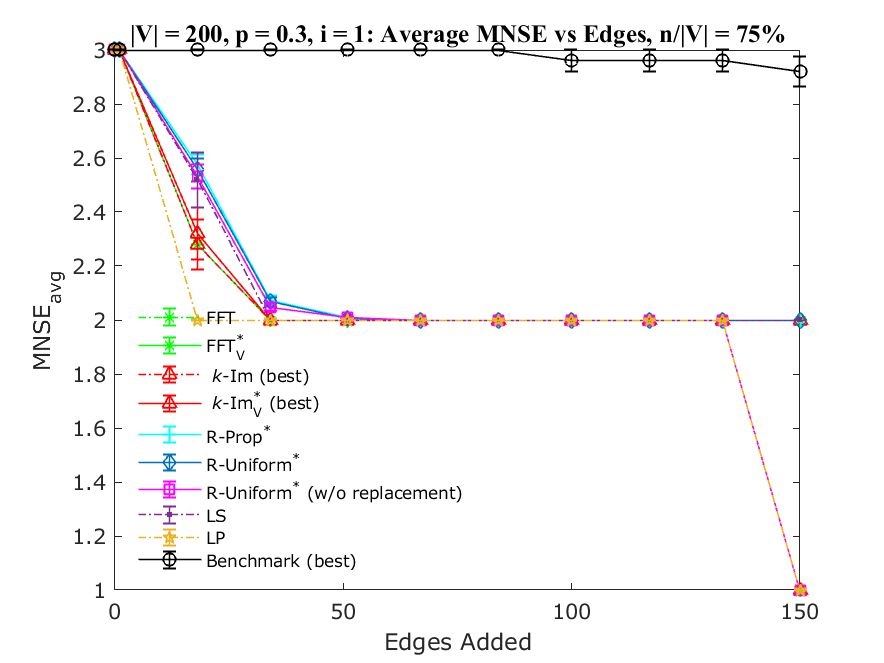 |V| = 200, p = 0.3, i = 1: Average MNSE vs Edges, n/|V| = 75%
3
2.8
2.6
2.4
2.2
2
1.8
1.6
1.4
1.2
1
MNSE_avg
FFT
FFT*_V
k-Im (best)
k-Im*_V (best)
R-Prop*
R-Uniform*
R-Uniform* (w/o replacement)
LS
LP
Benchmark (best)
0
50
100
150
Edges Added